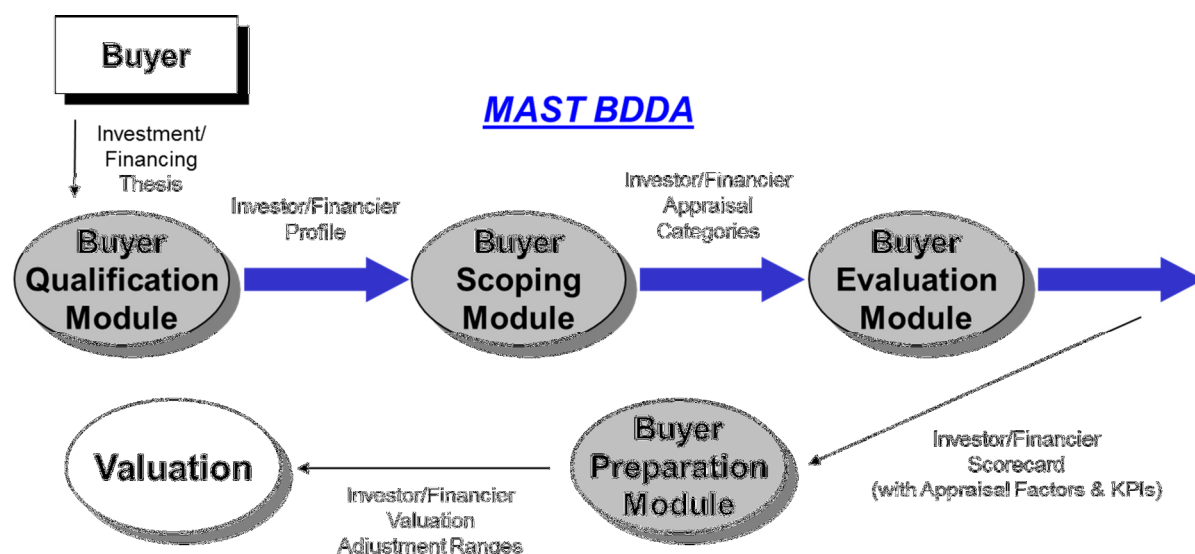 Buyer
MAST BDDA
Investment/
Financing
Thesis
Investor/Financier
Profile
Investor/Financier
Appraisal
Categories
Buyer
Qualification
Module
Buyer
Scoping
Module
Buyer
Evaluation
Module
Valuation
Investor/Financier
Valuation
Adjustment Ranges
Buyer
Preparation
Module
Investor/Financier
Scorecard
(with Appraisal Factors & KPIs)